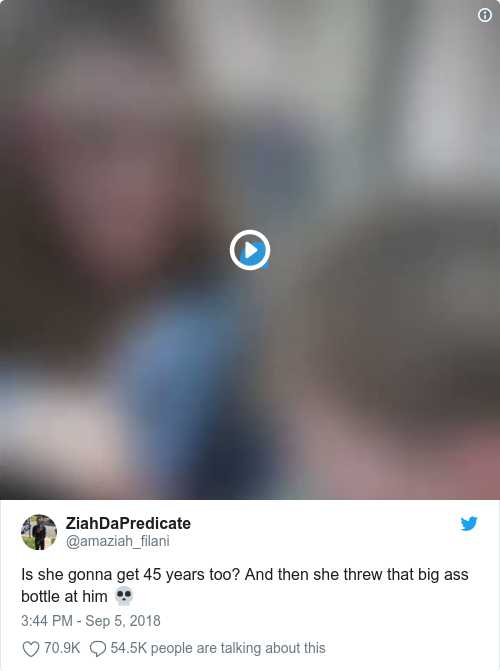 ZiahDaPredicate
@amaziah_filani
Is she gonna get 45 years too? And then she threw that big ass
bottle at him 💀
3:44 PM - Sep 5, 2018
70.9K 54.5K people are talking about this